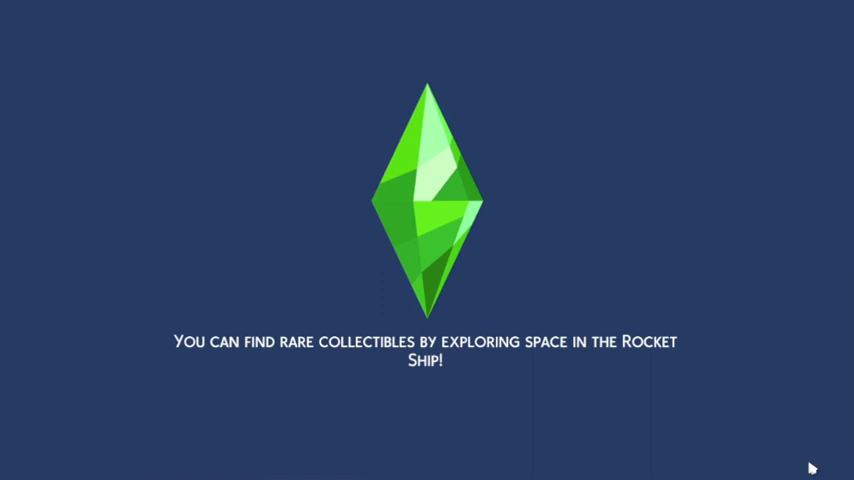 You can find rare collectibles by exploring space in the Rocket
Ship!